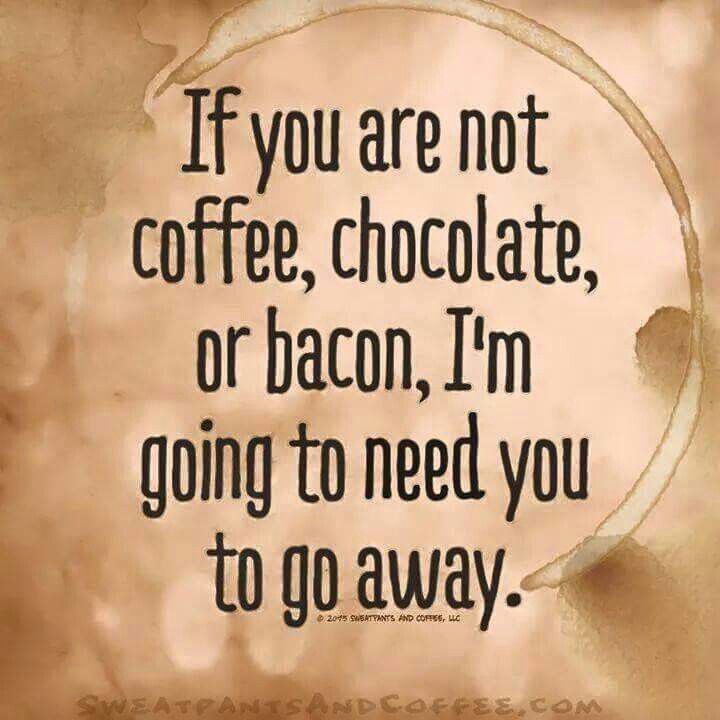 If you are not
coffee, chocolate,
or bacon, I'm
going to need you
to go away.
© 2015 SWEATPANTS AND COFFEE, LLC
SWEATPANTSANDCOFFEE.COM